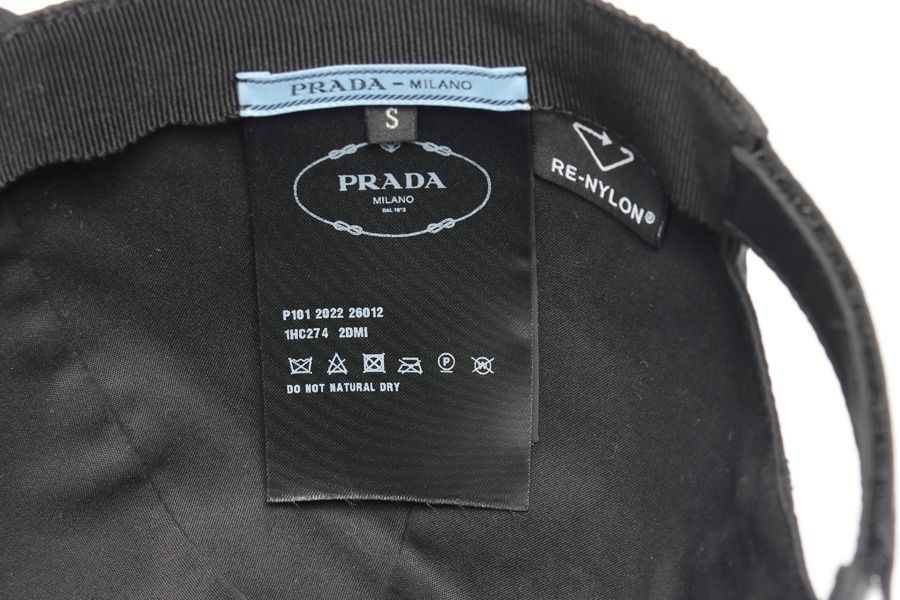 PRADA - MILANO
S
PRADA
MILANO
DAL 1913
RE-NYLON®
P101 2022 26012
1HC274 2DMI
P
W
DO NOT NATURAL DRY